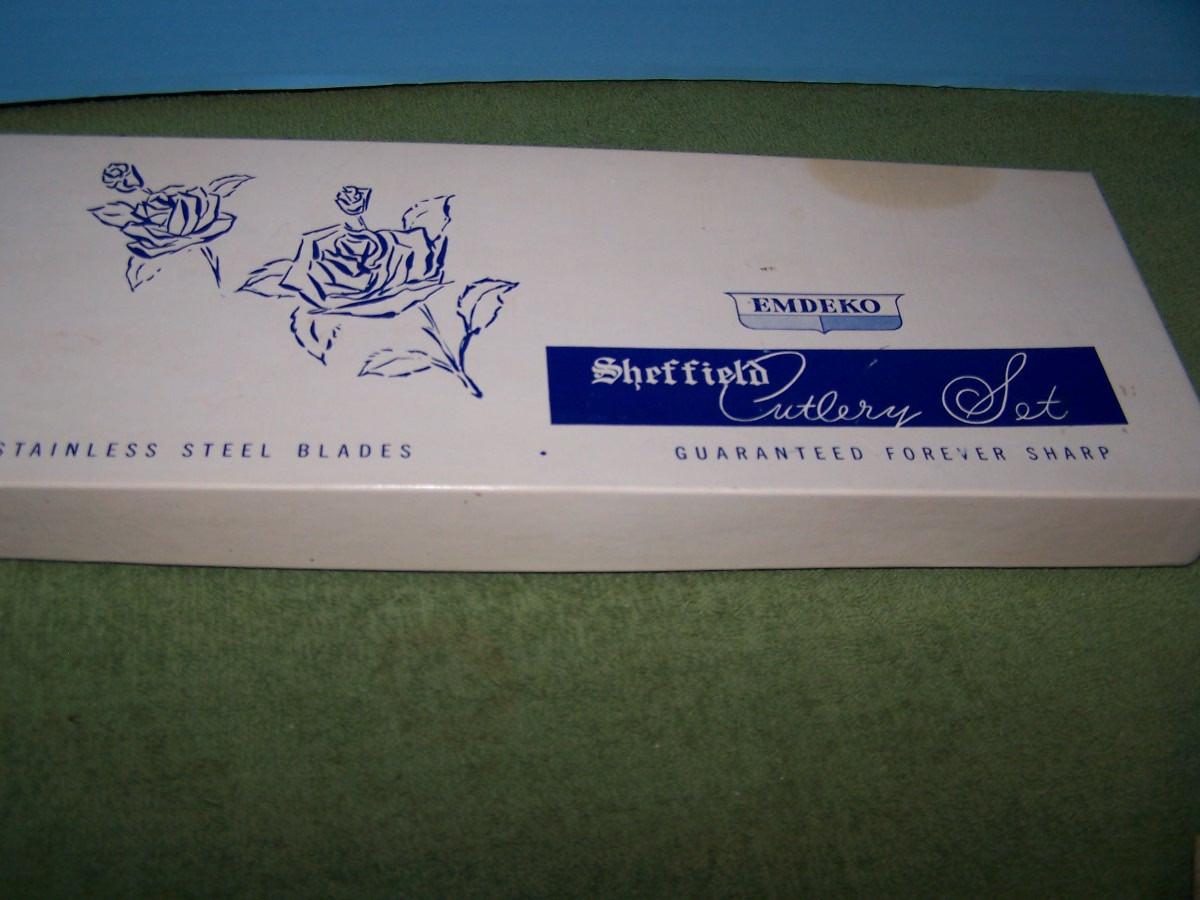 EMDEKO
Sheffield Cutlery Set
STAINLESS STEEL BLADES • GUARANTEED FOREVER SHARP